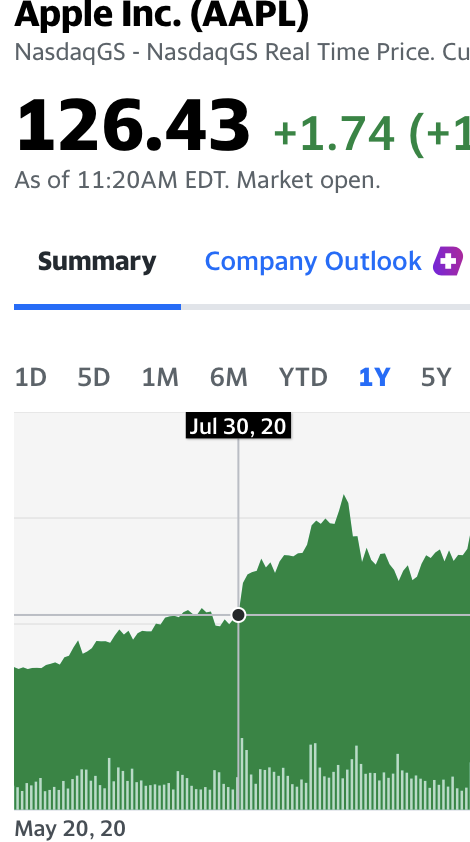 Apple Inc. (AAPL)
NasdaqGS - NasdaqGS Real Time Price. Cu
126.43 +1.74 (+1
As of 11:20AM EDT. Market open.
Summary Company Outlook
1D 5D 1M 6M YTD 1Y 5Y
Jul 30, 20
May 20, 20